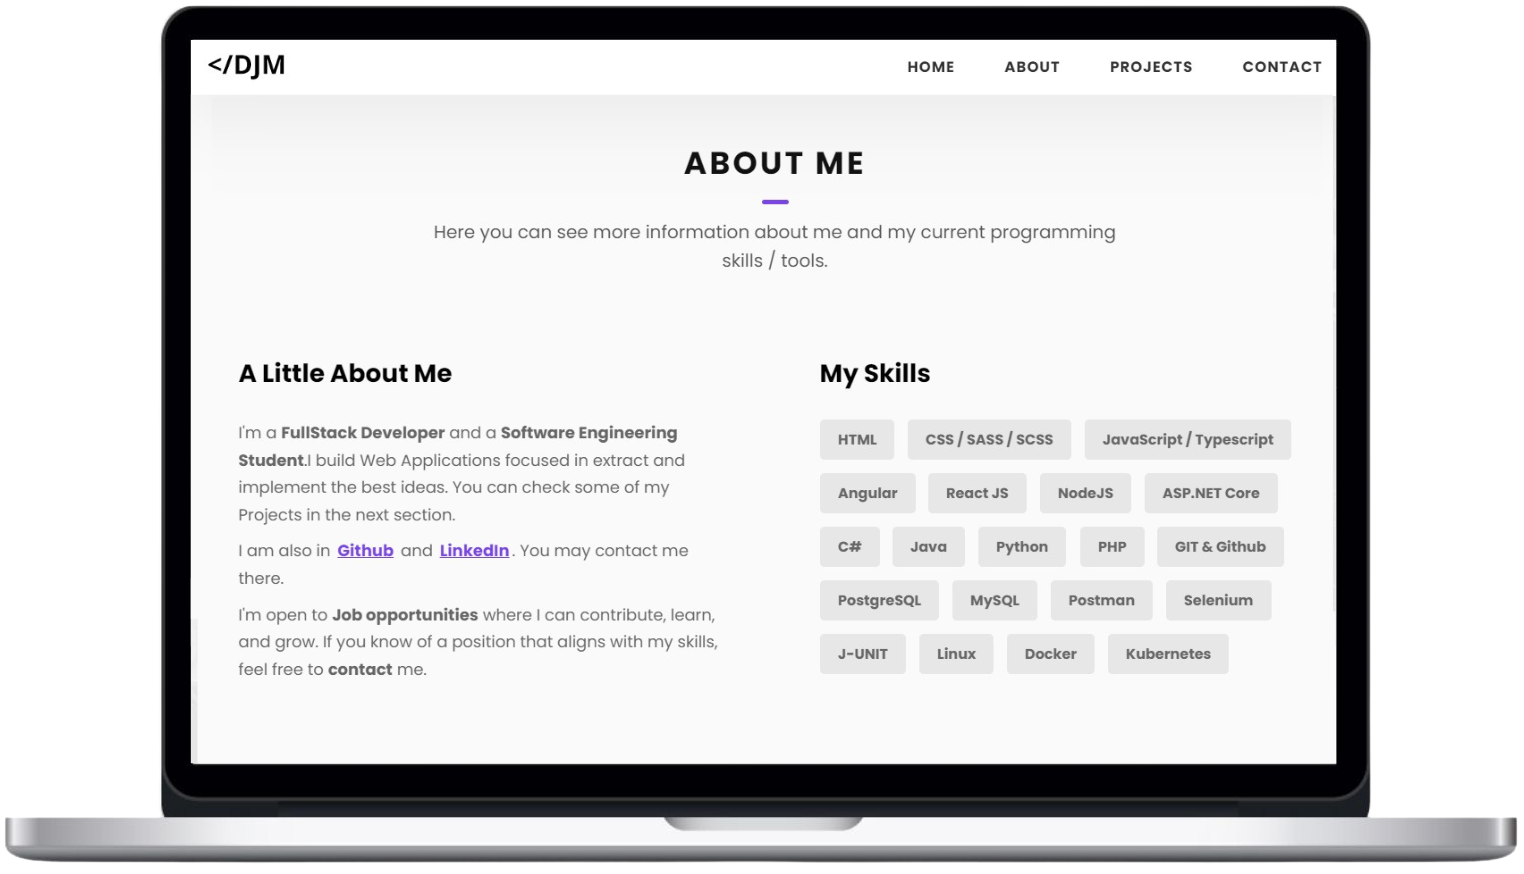 </DJM
HOME ABOUT PROJECTS CONTACT
ABOUT ME
Here you can see more information about me and my current programming
skills / tools.
A Little About Me
I'm a FullStack Developer and a Software Engineering
Student.I build Web Applications focused in extract and
implement the best ideas. You can check some of my
Projects in the next section.
I am also in Github and LinkedIn. You may contact me
there.
I'm open to Job opportunities where I can contribute, learn,
and grow. If you know of a position that aligns with my skills,
feel free to contact me.
My Skills
HTML CSS / SASS / SCSS JavaScript / Typescript
Angular React JS NodeJS ASP.NET Core
C# Java Python PHP GIT & Github
PostgreSQL MySQL Postman Selenium
J-UNIT Linux Docker Kubernetes